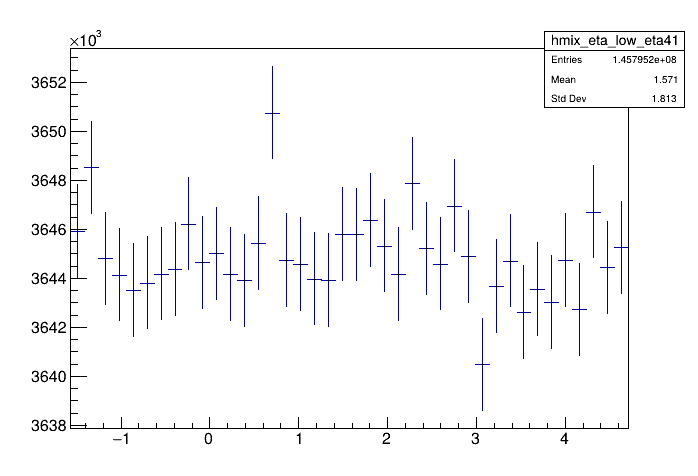 ×10³
hmix_eta_low_eta41
Entries 1.457952e+08
Mean 1.571
Std Dev 1.813
3652
3650
3648
3646
3644
3642
3640
3638
−1 0 1 2 3 4